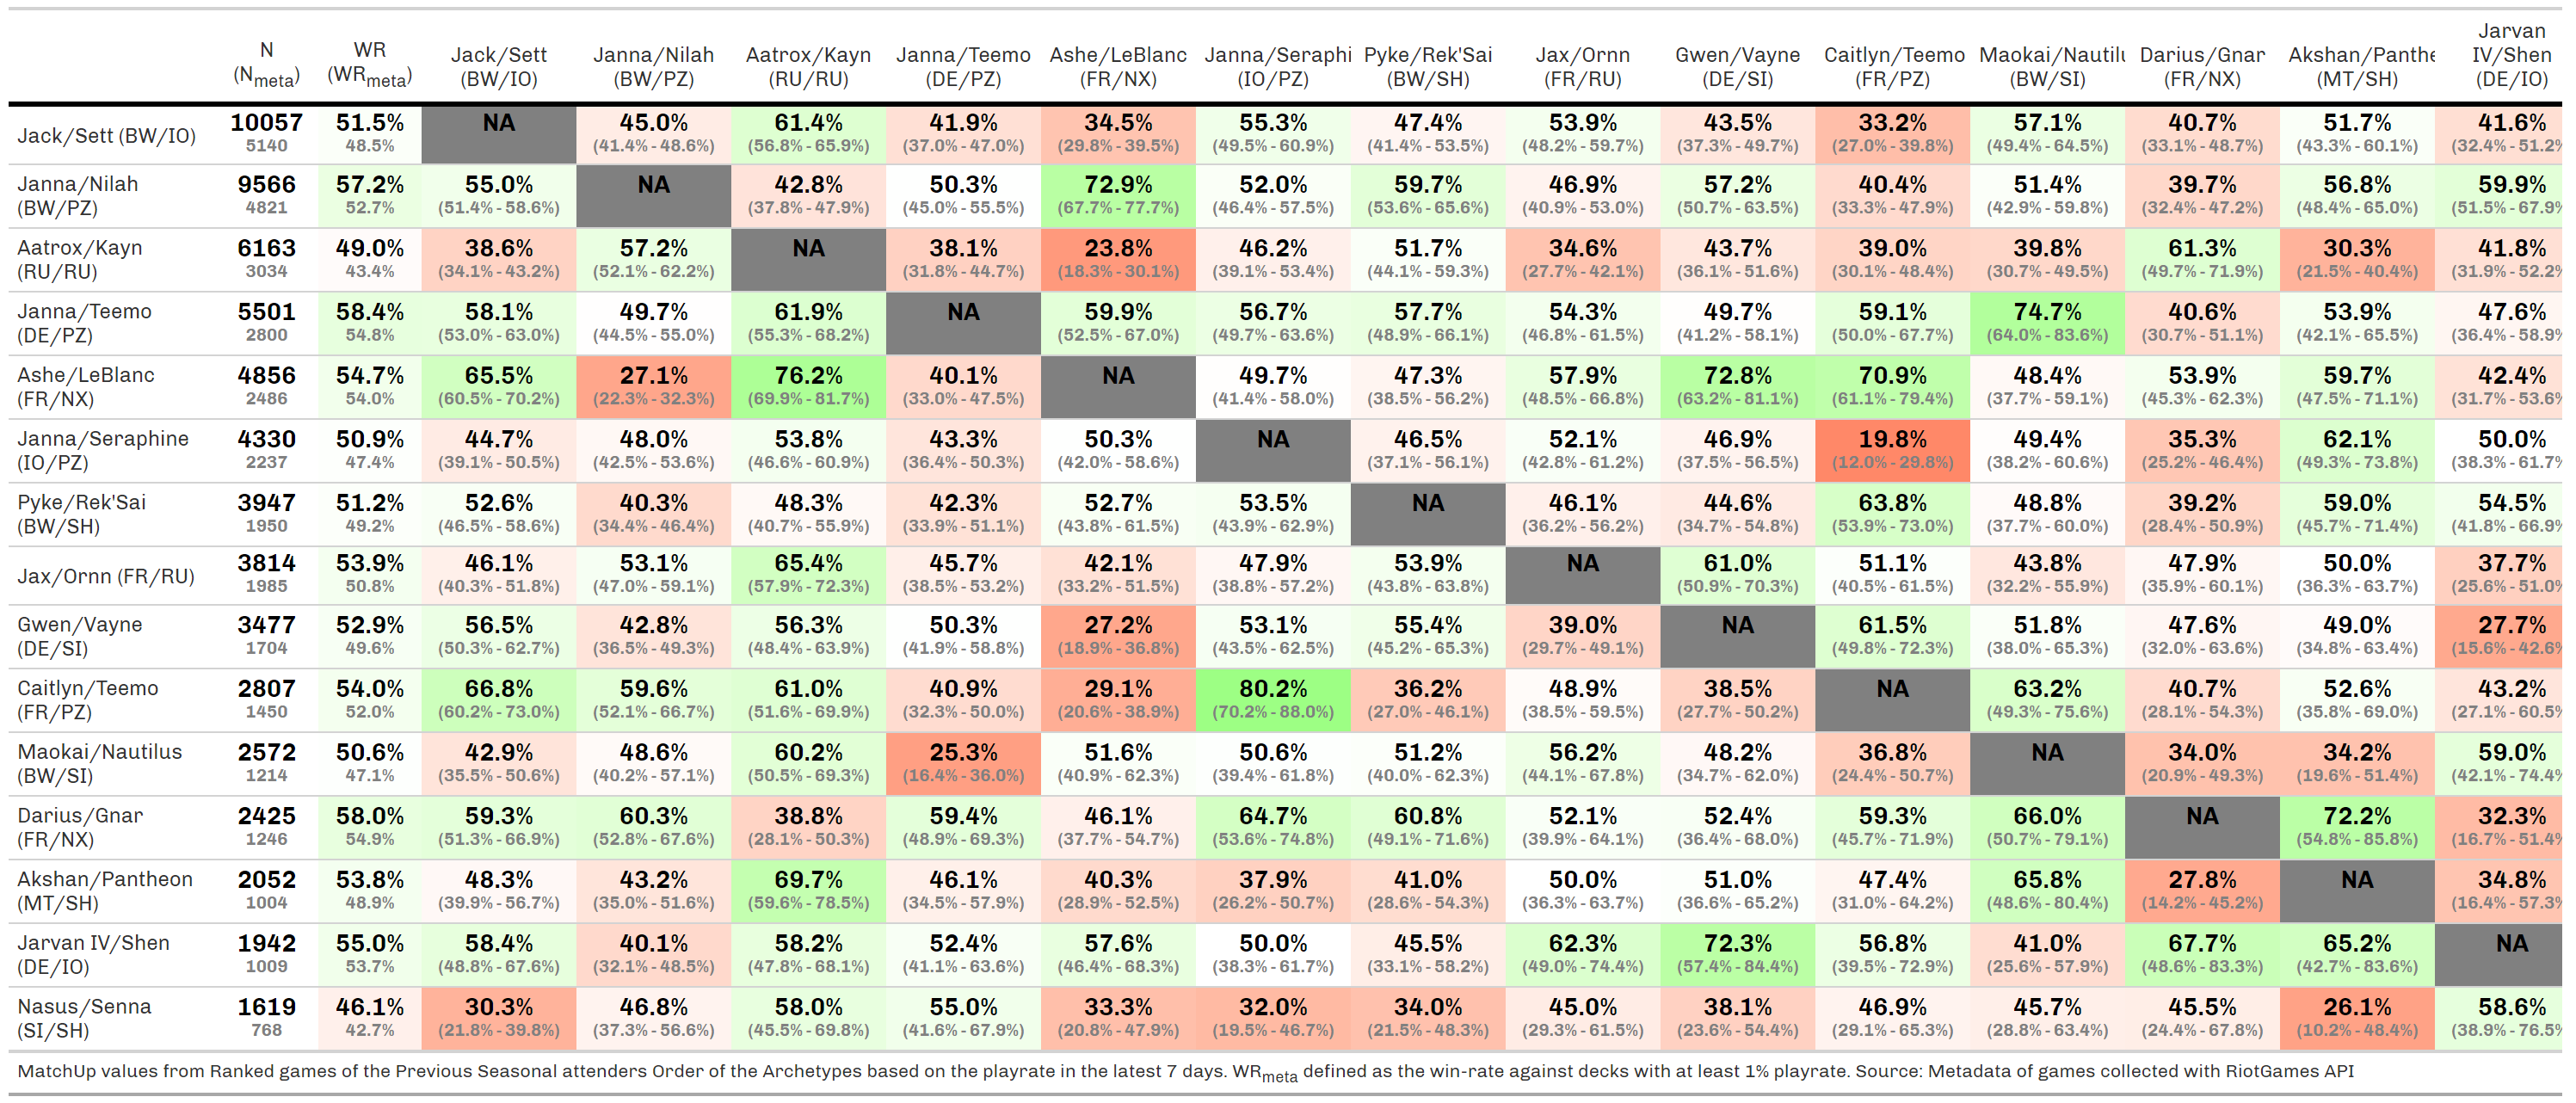 N (Nmeta) WR (WRmeta) Jack/Sett (BW/IO) Janna/Nilah (BW/PZ) Aatrox/Kayn (RU/RU) Janna/Teemo (DE/PZ) Ashe/LeBlanc (FR/NX) Janna/Seraphi (IO/PZ) Pyke/Rek'Sai (BW/SH) Jax/Ornn (FR/RU) Gwen/Vayne (DE/SI) Caitlyn/Teemo (FR/PZ) Maokai/Nautilu (BW/SI) Darius/Gnar (FR/NX) Akshan/Panthe (MT/SH) Jarvan IV/Shen (DE/IO)
Jack/Sett (BW/IO) 10057 51.5% NA 45.0% 61.4% 41.9% 34.5% 55.3% 47.4% 53.9% 43.5% 33.2% 57.1% 40.7% 51.7% 41.6%
5140 48.5% (41.4% - 48.6%) (56.8% - 65.9%) (37.0% - 47.0%) (29.8% - 39.5%) (49.5% - 60.9%) (41.4% - 53.5%) (48.2% - 59.7%) (37.3% - 49.7%) (27.0% - 39.8%) (49.4% - 64.5%) (33.1% - 48.7%) (43.3% - 60.1%) (32.4% - 51.2%
Janna/Nilah 9566 57.2% 55.0% NA 42.8% 50.3% 72.9% 52.0% 59.7% 46.9% 57.2% 40.4% 51.4% 39.7% 56.8% 59.9%
(BW/PZ) 4821 52.7% (51.4% - 58.6%) (37.8% - 47.9%) (45.0% - 55.5%) (67.7% - 77.7%) (46.4% - 57.5%) (53.6% - 65.6%) (40.9% - 53.0%) (50.7% - 63.5%) (33.3% - 47.9%) (42.9% - 59.8%) (32.4% - 47.2%) (48.4% - 65.0%) (51.5% - 67.9%
Aatrox/Kayn 6163 49.0% 38.6% 57.2% NA 38.1% 23.8% 46.2% 51.7% 34.6% 43.7% 39.0% 39.8% 61.3% 30.3% 41.8%
(RU/RU) 3034 43.4% (34.1% - 43.2%) (52.1% - 62.2%) (31.8% - 44.7%) (18.3% - 30.1%) (39.1% - 53.4%) (44.1% - 59.3%) (27.7% - 42.1%) (36.1% - 51.6%) (30.1% - 48.4%) (30.7% - 49.5%) (49.7% - 71.9%) (21.5% - 40.4%) (31.9% - 52.2%
Janna/Teemo 5501 58.4% 58.1% 49.7% 61.9% NA 59.9% 56.7% 57.7% 54.3% 49.7% 59.1% 74.7% 40.6% 53.9% 47.6%
(DE/PZ) 2800 54.8% (53.0% - 63.0%) (44.5% - 55.0%) (55.3% - 68.2%) (52.5% - 67.0%) (49.7% - 63.6%) (48.9% - 66.1%) (46.8% - 61.5%) (41.2% - 58.1%) (50.0% - 67.7%) (64.0% - 83.6%) (30.7% - 51.1%) (42.1% - 65.5%) (36.4% - 58.9%
Ashe/LeBlanc 4856 54.7% 65.5% 27.1% 76.2% 40.1% NA 49.7% 47.3% 57.9% 72.8% 70.9% 48.4% 53.9% 59.7% 42.4%
(FR/NX) 2486 54.0% (60.5% - 70.2%) (22.3% - 32.3%) (69.9% - 81.7%) (33.0% - 47.5%) (41.4% - 58.0%) (38.5% - 56.2%) (48.5% - 66.8%) (63.2% - 81.1%) (61.1% - 79.4%) (37.7% - 59.1%) (45.3% - 62.3%) (47.5% - 71.1%) (31.7% - 53.6%
Janna/Seraphine 4330 50.9% 44.7% 48.0% 53.8% 43.3% 50.3% NA 46.5% 52.1% 46.9% 19.8% 49.4% 35.3% 62.1% 50.0%
(IO/PZ) 2237 47.4% (39.1% - 50.5%) (42.5% - 53.6%) (46.6% - 60.9%) (36.4% - 50.3%) (42.0% - 58.6%) (37.1% - 56.1%) (42.8% - 61.2%) (37.5% - 56.5%) (12.0% - 29.8%) (38.2% - 60.6%) (25.2% - 46.4%) (49.3% - 73.8%) (38.3% - 61.7%
Pyke/Rek'Sai 3947 51.2% 52.6% 40.3% 48.3% 42.3% 52.7% 53.5% NA 46.1% 44.6% 63.8% 48.8% 39.2% 59.0% 54.5%
(BW/SH) 1950 49.2% (46.5% - 58.6%) (34.4% - 46.4%) (40.7% - 55.9%) (33.9% - 51.1%) (43.8% - 61.5%) (43.9% - 62.9%) (36.2% - 56.2%) (34.7% - 54.8%) (53.9% - 73.0%) (37.7% - 60.0%) (28.4% - 50.9%) (45.7% - 71.4%) (41.8% - 66.9%
Jax/Ornn (FR/RU) 3814 53.9% 46.1% 53.1% 65.4% 45.7% 42.1% 47.9% 53.9% NA 61.0% 51.1% 43.8% 47.9% 50.0% 37.7%
1985 50.8% (40.3% - 51.8%) (47.0% - 59.1%) (57.9% - 72.3%) (38.5% - 53.2%) (33.2% - 51.5%) (38.8% - 57.2%) (43.8% - 63.8%) (50.9% - 70.3%) (40.5% - 61.5%) (32.2% - 55.9%) (35.9% - 60.1%) (36.3% - 63.7%) (25.6% - 51.0%
Gwen/Vayne 3477 52.9% 56.5% 42.8% 56.3% 50.3% 27.2% 53.1% 55.4% 39.0% NA 61.5% 51.8% 47.6% 49.0% 27.7%
(DE/SI) 1704 49.6% (50.3% - 62.7%) (36.5% - 49.3%) (48.4% - 63.9%) (41.9% - 58.8%) (18.9% - 36.8%) (43.5% - 62.5%) (45.2% - 65.3%) (29.7% - 49.1%) (49.8% - 72.3%) (38.0% - 65.3%) (32.0% - 63.6%) (34.8% - 63.4%) (15.6% - 42.6%
Caitlyn/Teemo 2807 54.0% 66.8% 59.6% 61.0% 40.9% 29.1% 80.2% 36.2% 48.9% 38.5% NA 63.2% 40.7% 52.6% 43.2%
(FR/PZ) 1450 52.0% (60.2% - 73.0%) (52.1% - 66.7%) (51.6% - 69.9%) (32.3% - 50.0%) (20.6% - 38.9%) (70.2% - 88.0%) (27.0% - 46.1%) (38.5% - 59.5%) (27.7% - 50.2%) (49.3% - 75.6%) (28.1% - 54.3%) (35.8% - 69.0%) (27.1% - 60.5%
Maokai/Nautilus 2572 50.6% 42.9% 48.6% 60.2% 25.3% 51.6% 50.6% 51.2% 56.2% 48.2% 36.8% NA 34.0% 34.2% 59.0%
(BW/SI) 1214 47.1% (35.5% - 50.6%) (40.2% - 57.1%) (50.5% - 69.3%) (16.4% - 36.0%) (40.9% - 62.3%) (39.4% - 61.8%) (40.0% - 62.3%) (44.1% - 67.8%) (34.7% - 62.0%) (24.4% - 50.7%) (20.9% - 49.3%) (19.6% - 51.4%) (42.1% - 74.4%
Darius/Gnar 2425 58.0% 59.3% 60.3% 38.8% 59.4% 46.1% 64.7% 60.8% 52.1% 52.4% 59.3% 66.0% NA 72.2% 32.3%
(FR/NX) 1246 54.9% (51.3% - 66.9%) (52.8% - 67.6%) (28.1% - 50.3%) (48.9% - 69.3%) (37.7% - 54.7%) (53.6% - 74.8%) (49.1% - 71.6%) (39.9% - 64.1%) (36.4% - 68.0%) (45.7% - 71.9%) (50.7% - 79.1%) (54.8% - 85.8%) (16.7% - 51.4%
Akshan/Pantheon 2052 53.8% 48.3% 43.2% 69.7% 46.1% 40.3% 37.9% 41.0% 50.0% 51.0% 47.4% 65.8% 27.8% NA 34.8%
(MT/SH) 1004 48.9% (39.9% - 56.7%) (35.0% - 51.6%) (59.6% - 78.5%) (34.5% - 57.9%) (28.9% - 52.5%) (26.2% - 50.7%) (28.6% - 54.3%) (36.3% - 63.7%) (36.6% - 65.2%) (31.0% - 64.2%) (48.6% - 80.4%) (14.2% - 45.2%) (16.4% - 57.3%
Jarvan IV/Shen 1942 55.0% 58.4% 40.1% 58.2% 52.4% 57.6% 50.0% 45.5% 62.3% 72.3% 56.8% 41.0% 67.7% 65.2% NA
(DE/IO) 1009 53.7% (48.8% - 67.6%) (32.1% - 48.5%) (47.8% - 68.1%) (41.1% - 63.6%) (46.4% - 68.3%) (38.3% - 61.7%) (33.1% - 58.2%) (49.0% - 74.4%) (57.4% - 84.4%) (39.5% - 72.9%) (25.6% - 57.9%) (48.6% - 83.3%) (42.7% - 83.6%)
Nasus/Senna 1619 46.1% 30.3% 46.8% 58.0% 55.0% 33.3% 32.0% 34.0% 45.0% 38.1% 46.9% 45.7% 45.5% 26.1% 58.6%
(SI/SH) 768 42.7% (21.8% - 39.8%) (37.3% - 56.6%) (45.5% - 69.8%) (41.6% - 67.9%) (20.8% - 47.9%) (19.5% - 46.7%) (21.5% - 48.3%) (29.3% - 61.5%) (23.6% - 54.4%) (29.1% - 65.3%) (28.8% - 63.4%) (24.4% - 67.8%) (10.2% - 48.4%) (38.9% - 76.5%
MatchUp values from Ranked games of the Previous Seasonal attenders Order of the Archetypes based on the playrate in the latest 7 days. WRmeta defined as the win-rate against decks with at least 1% playrate. Source: Metadata of games collected with RiotGames API